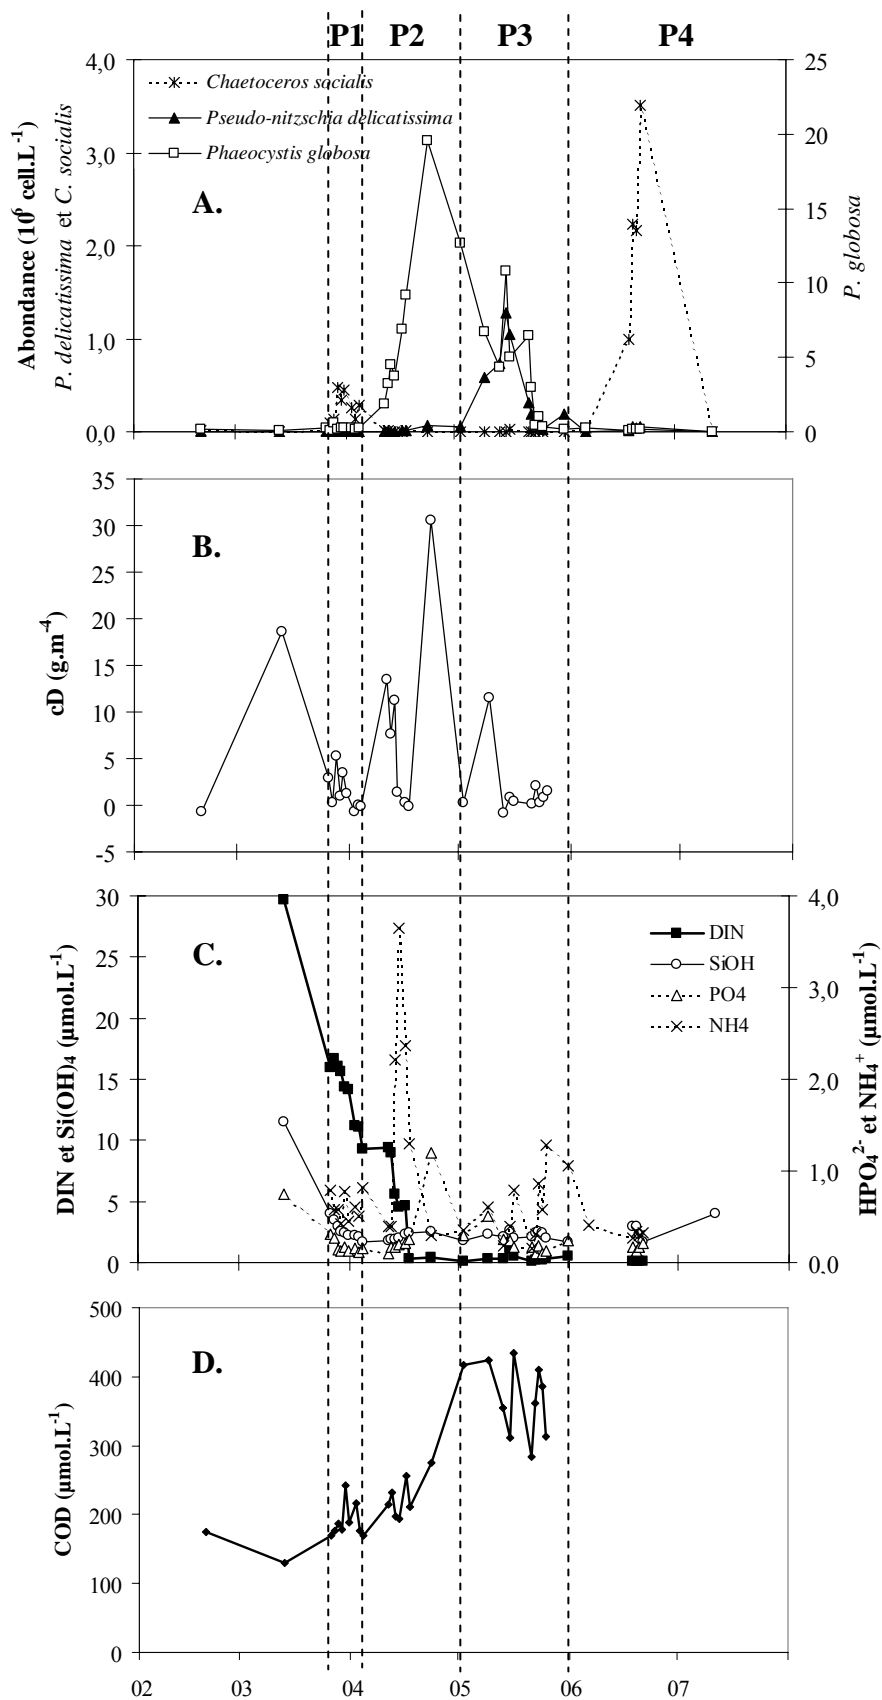 P1 P2 P3 P4
4,0
3,0
2,0
1,0
0,0
25
20
15
10
5
0
Chaetoceros socialis
Pseudo-nitzschia delicatissima
Phaeocystis globosa
A.
Abondance (10⁶ cell.L⁻¹)
P. delicatissima et C. socialis
P. globosa
35
30
25
20
15
10
5
0
-5
B.
cD (g.m⁻⁴)
30
25
20
15
10
5
0
4,0
3,0
2,0
1,0
0.0
C.
DIN
SiOH
PO4
NH4
DIN et Si(OH)₄ (µmol.L⁻¹)
HPO₄²⁻ et NH₄⁺ (µmol.L⁻¹)
500
400
300
200
100
0
D.
COD (µmol.L⁻¹)
02 03 04 05 06 07